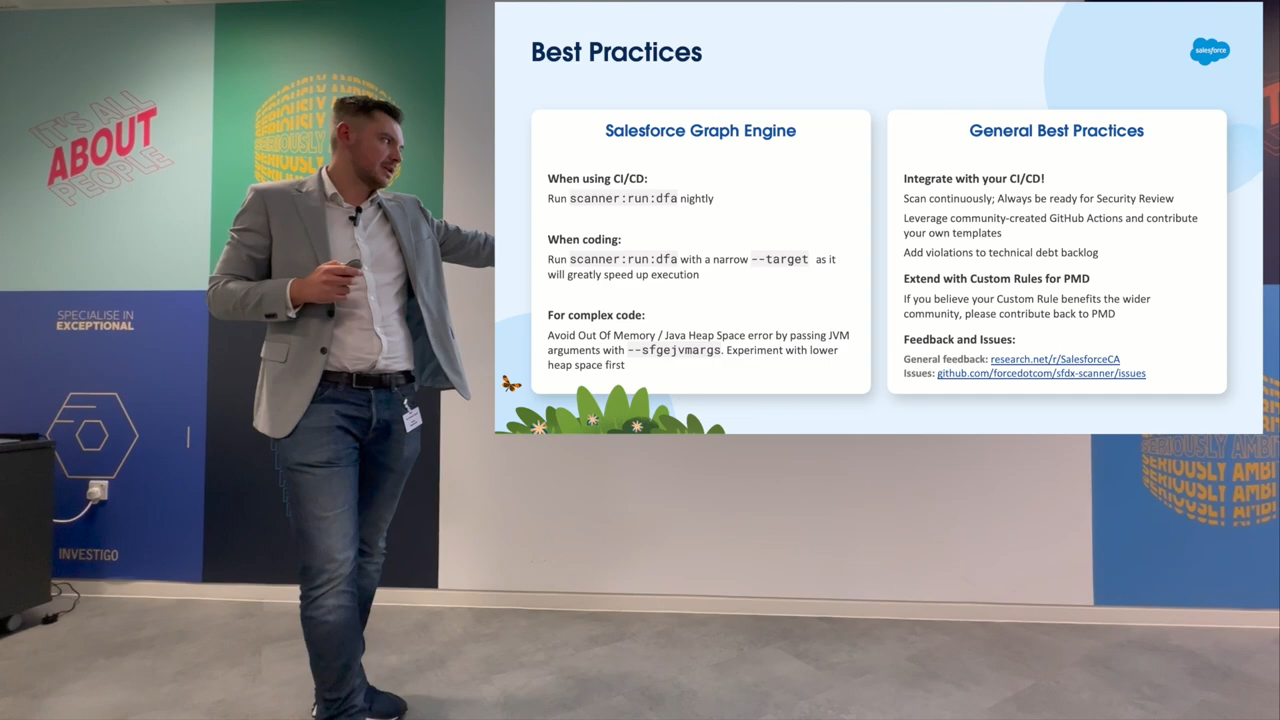 IT'S ALL
ABOUT
PEOPLE
SERIOUSLY AMBITI
SERIOUSLY
SPECIALISE IN
EXCEPTIONAL
INVESTIGO
Best Practices
salesforce
Salesforce Graph Engine
When using CI/CD:
Run scanner:run:dfa nightly
When coding:
Run scanner:run:dfa with a narrow --target as it
will greatly speed up execution
For complex code:
Avoid Out Of Memory / Java Heap Space error by passing JVM
arguments with --sfgejvmargs. Experiment with lower
heap space first
General Best Practices
Integrate with your CI/CD!
Scan continuously; Always be ready for Security Review
Leverage community-created GitHub Actions and contribute
your own templates
Add violations to technical debt backlog
Extend with Custom Rules for PMD
If you believe your Custom Rule benefits the wider
community, please contribute back to PMD
Feedback and Issues:
General feedback: research.net/r/SalesforceCA
Issues: github.com/forcedotcom/sfdx-scanner/issues
SERIOUSLY AMBI
SERIOUSLY AMBI